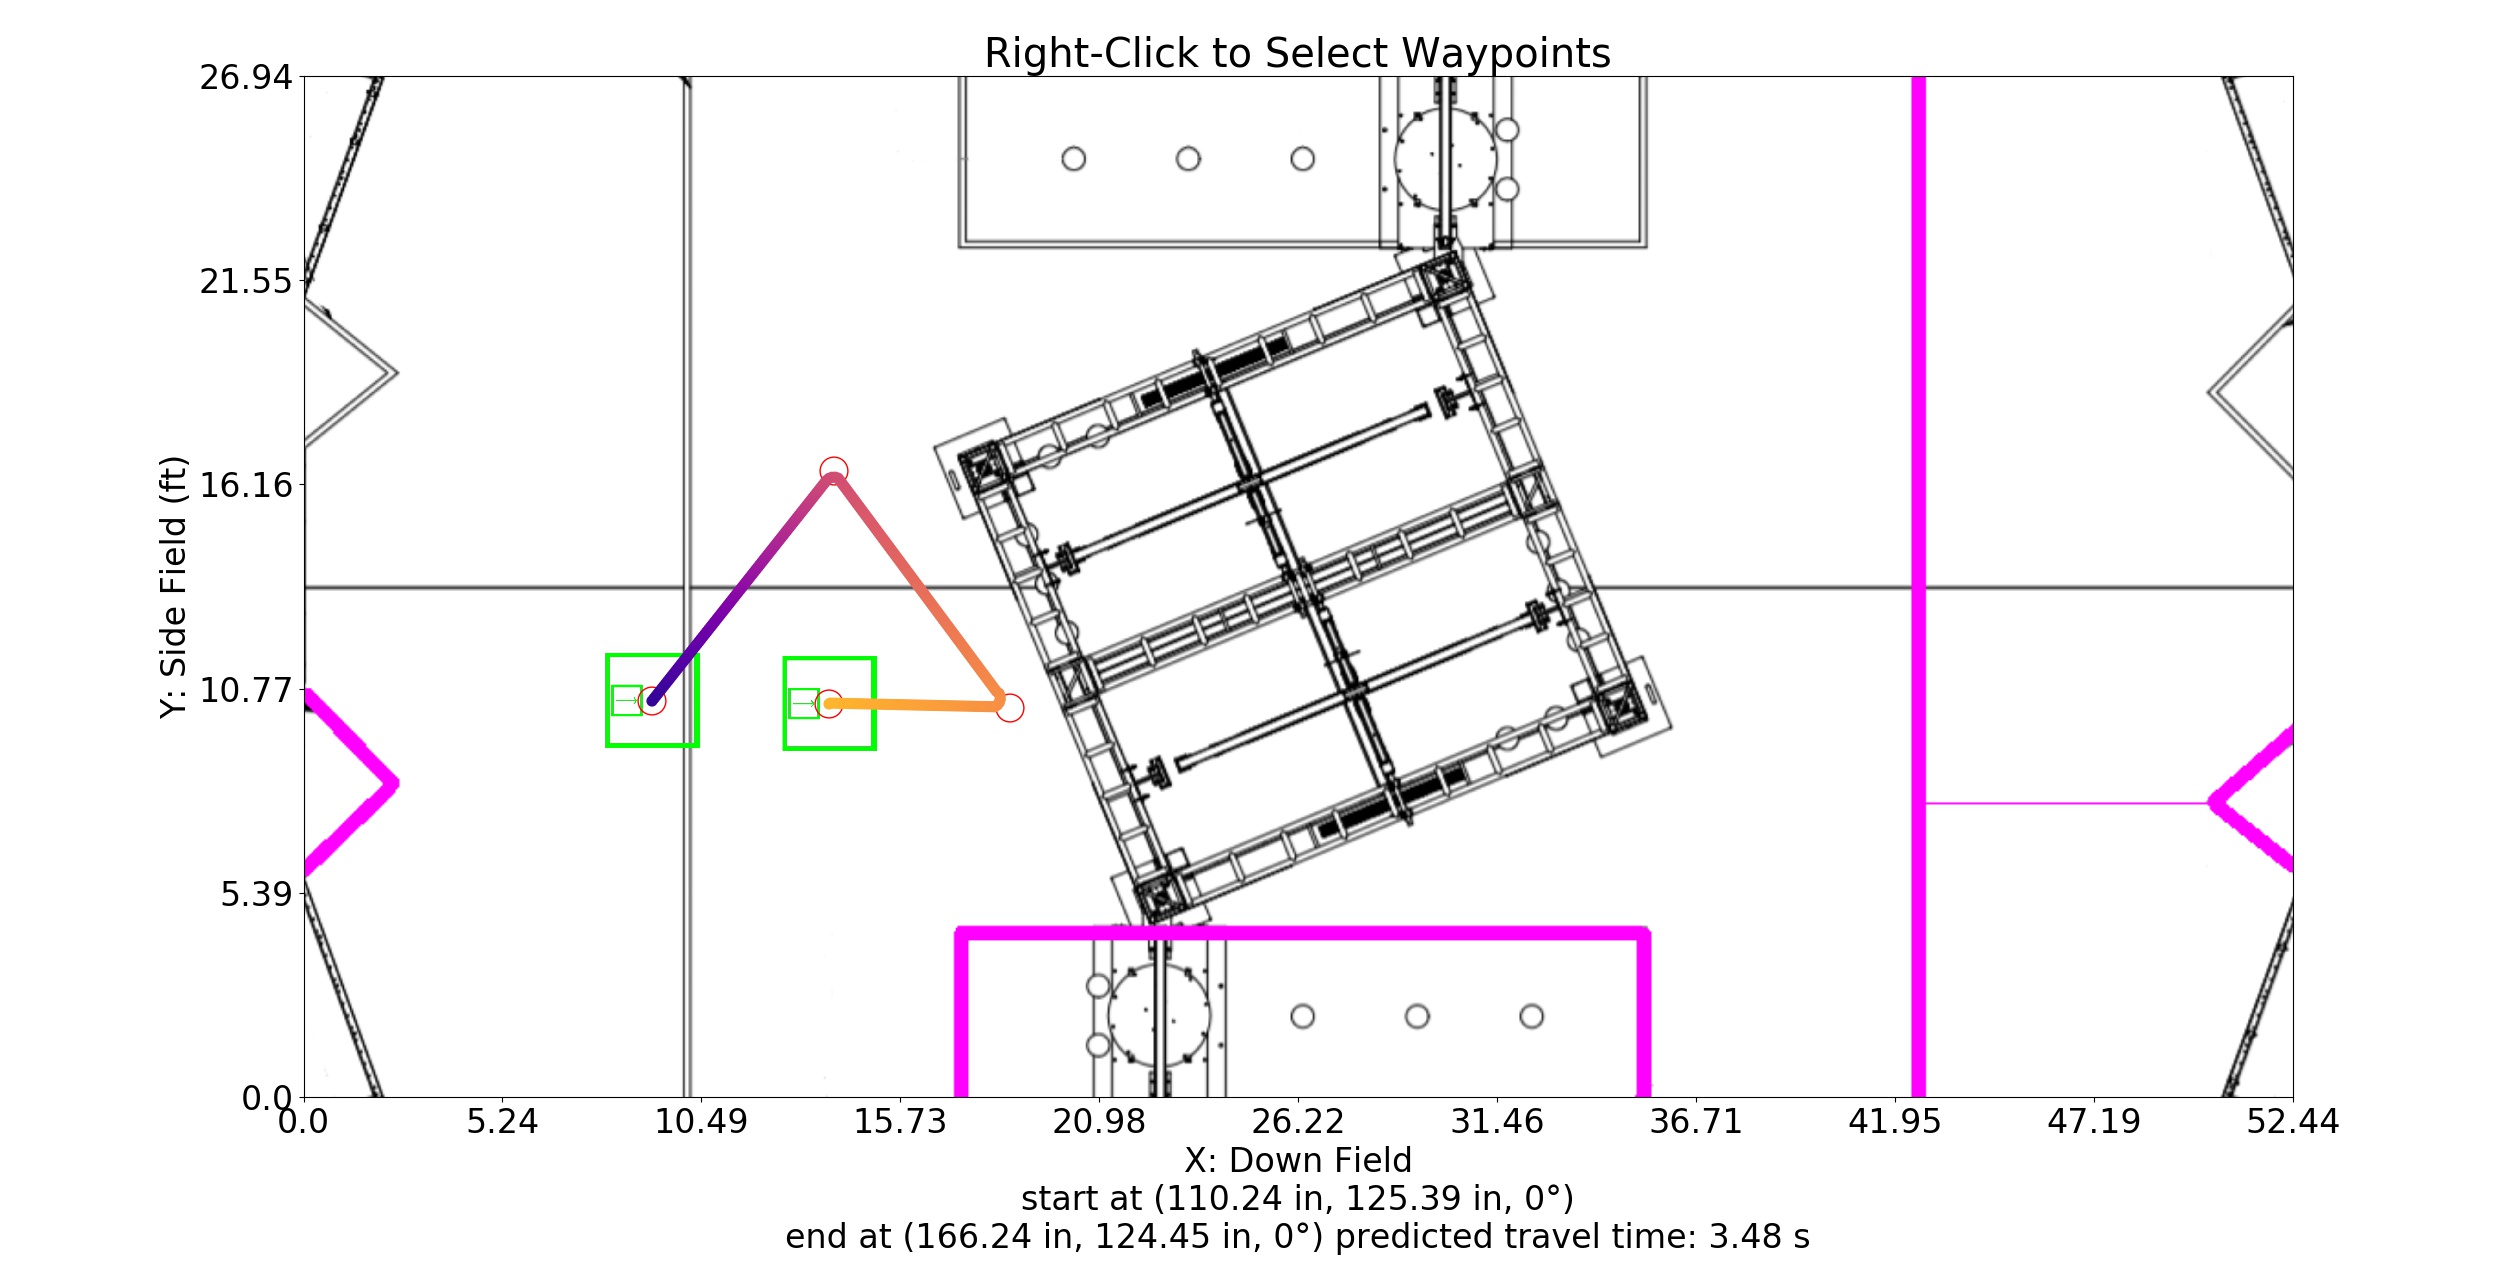 Right-Click to Select Waypoints
26.94
21.55
16.16
10.77
5.39
0.0
Y: Side Field (ft)
0.0 5.24 10.49 15.73 20.98 26.22 31.46 36.71 41.95 47.19 52.44
X: Down Field
start at (110.24 in, 125.39 in, 0°)
end at (166.24 in, 124.45 in, 0°) predicted travel time: 3.48 s